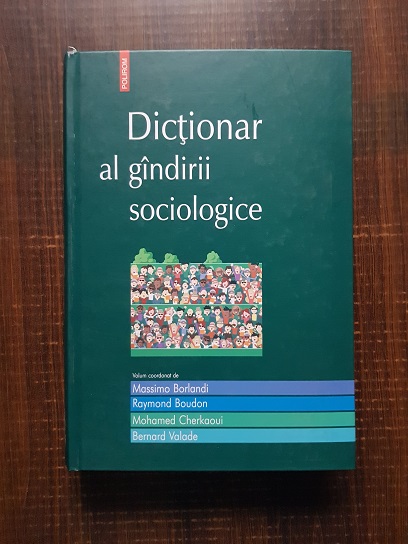 POLIROM
Dicţionar
al gîndirii
sociologice
Volum coordonat de
Massimo Borlandi
Raymond Boudon
Mohamed Cherkaoui
Bernard Valade